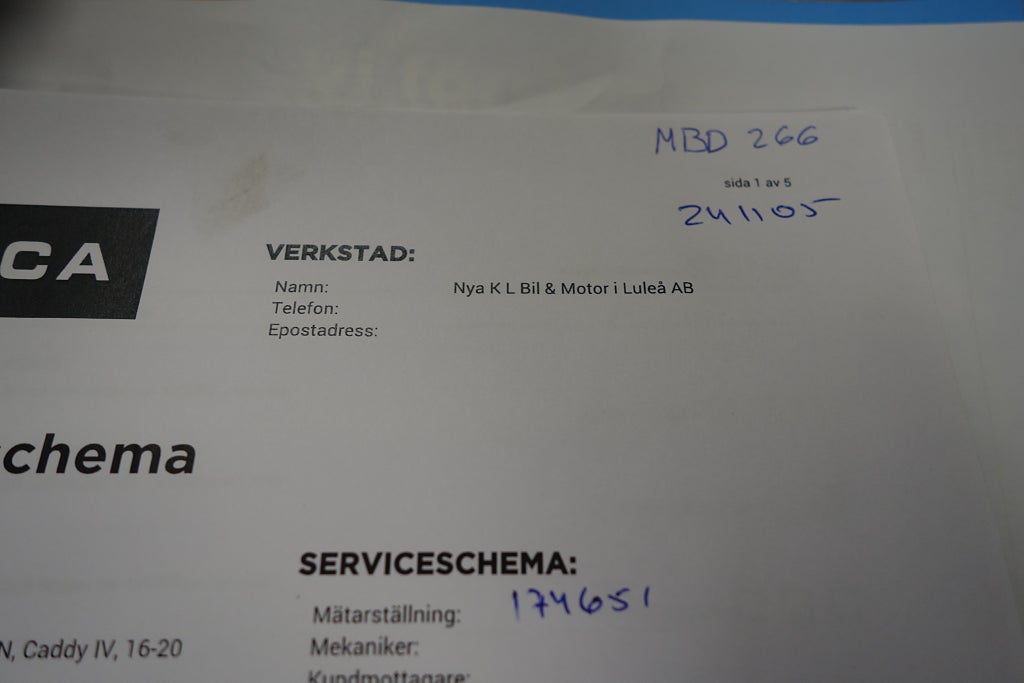 MBD 266
sida 1 av 5
241105
CA
VERKSTAD:
Namn: Nya K L Bil & Motor i Luleå AB
Telefon:
Epostadress:
chema
SERVICESCHEMA:
Mätarställning: 174651
N, Caddy IV, 16-20
Mekaniker:
Kundmottagare: